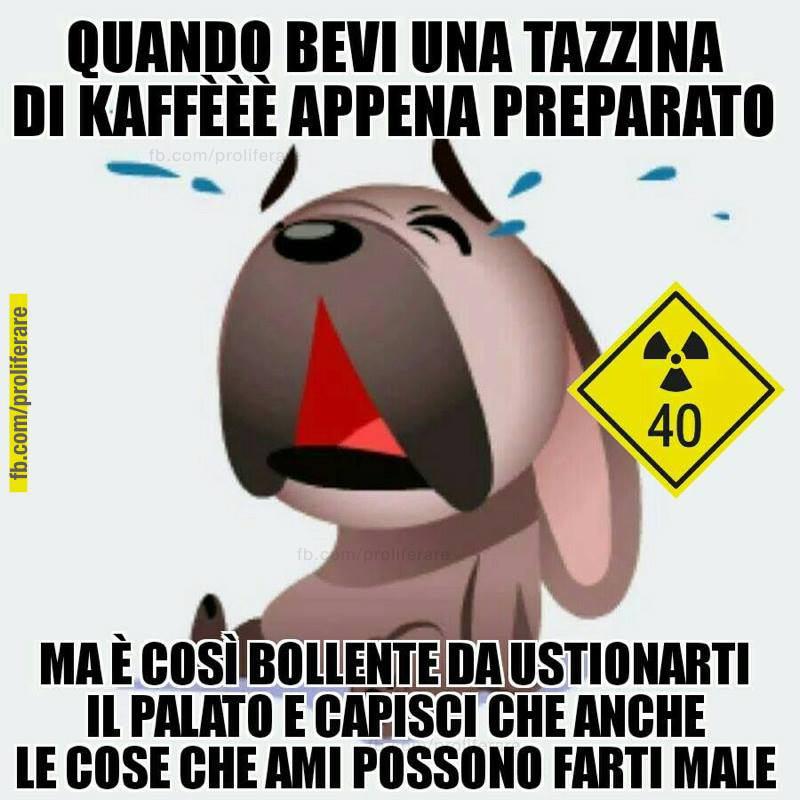 QUANDO BEVI UNA TAZZINA
DI KAFFÈÈÈ APPENA PREPARATO
fb.com/proliferare
fb.com/proliferare
40
fb.com/proliferare
MA È COSÌ BOLLENTE DA USTIONARTI
IL PALATO E CAPISCI CHE ANCHE
LE COSE CHE AMI POSSONO FARTI MALE